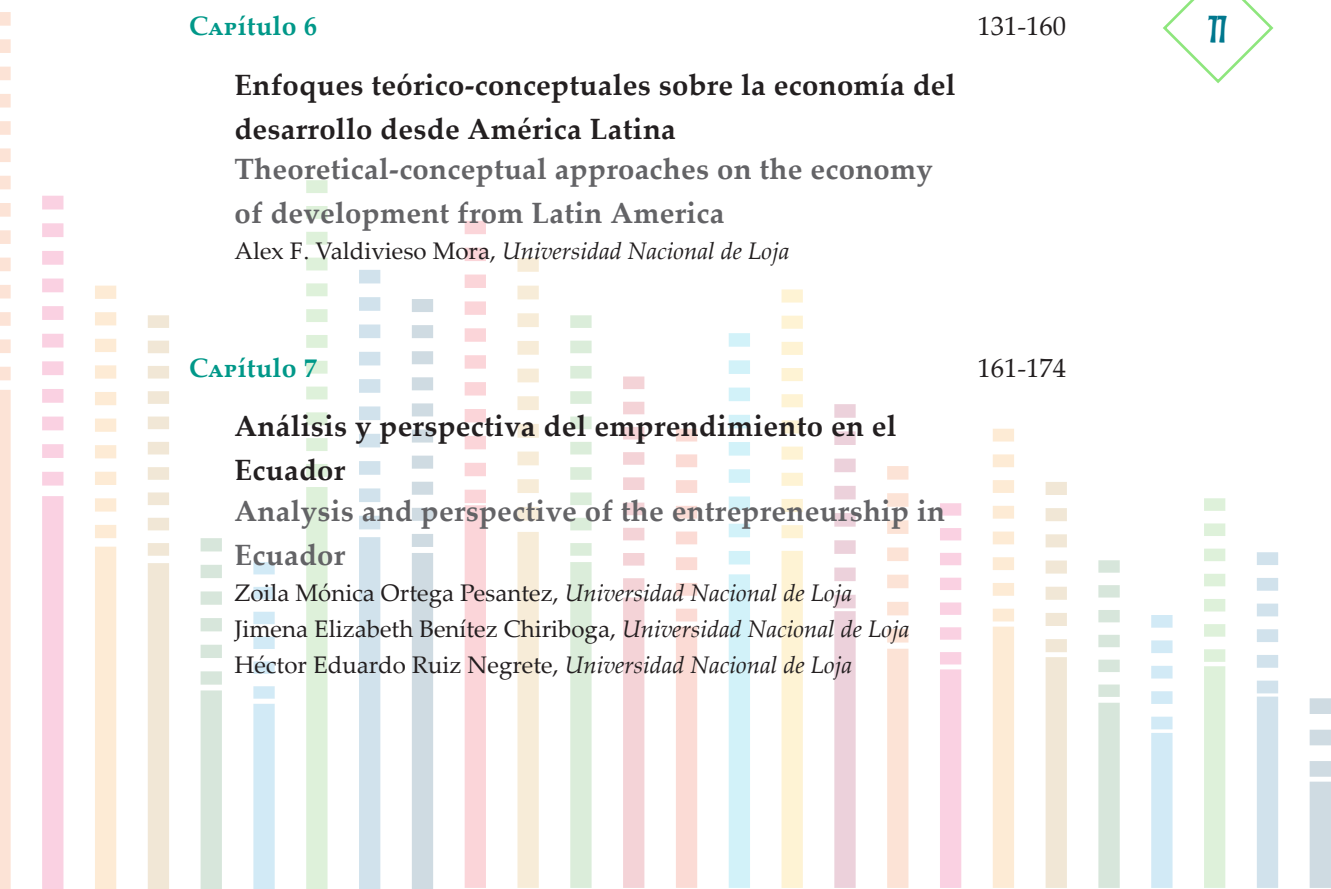 Capítulo 6 131-160
11
Enfoques teórico-conceptuales sobre la economía del
desarrollo desde América Latina
Theoretical-conceptual approaches on the economy
of development from Latin America
Alex F. Valdivieso Mora, Universidad Nacional de Loja
Capítulo 7 161-174
Análisis y perspectiva del emprendimiento en el
Ecuador
Analysis and perspective of the entrepreneurship in
Ecuador
Zoila Mónica Ortega Pesantez, Universidad Nacional de Loja
Jimena Elizabeth Benítez Chiriboga, Universidad Nacional de Loja
Héctor Eduardo Ruiz Negrete, Universidad Nacional de Loja